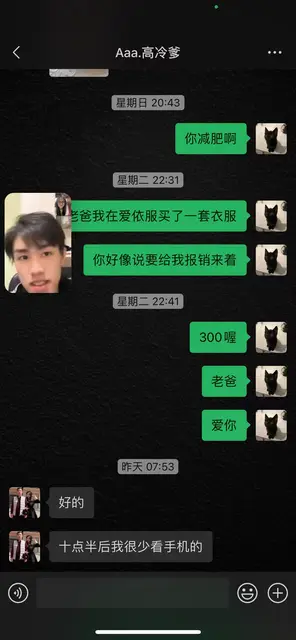 Aaa.高冷爹
星期日 20:43
你减肥啊
星期二 22:31
老爸我在爱依服买了一套衣服
你好像说要给我报销来着
星期二 22:41
300喔
老爸
爱你
昨天 07:53
好的
十点半后我很少看手机的